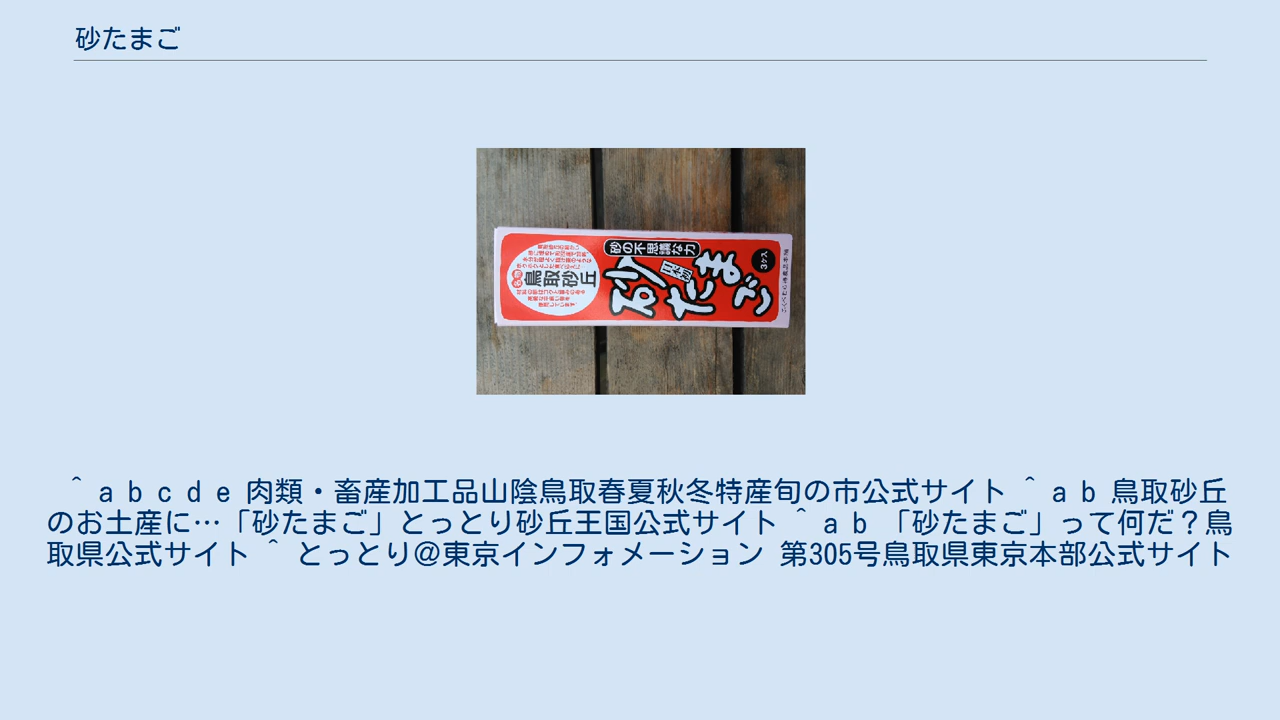 砂たまご
名物
鳥取砂丘
砂の不思議な力
日本初
砂たまご
3ヶ入
^ a b c d e 肉類・畜産加工品山陰鳥取春夏秋冬特産旬の市公式サイト ^ a b 鳥取砂丘
のお土産に…「砂たまご」とっとり砂丘王国公式サイト ^ a b 「砂たまご」って何だ？鳥
取県公式サイト ^ とっとり＠東京インフォメーション 第305号鳥取県東京本部公式サイト